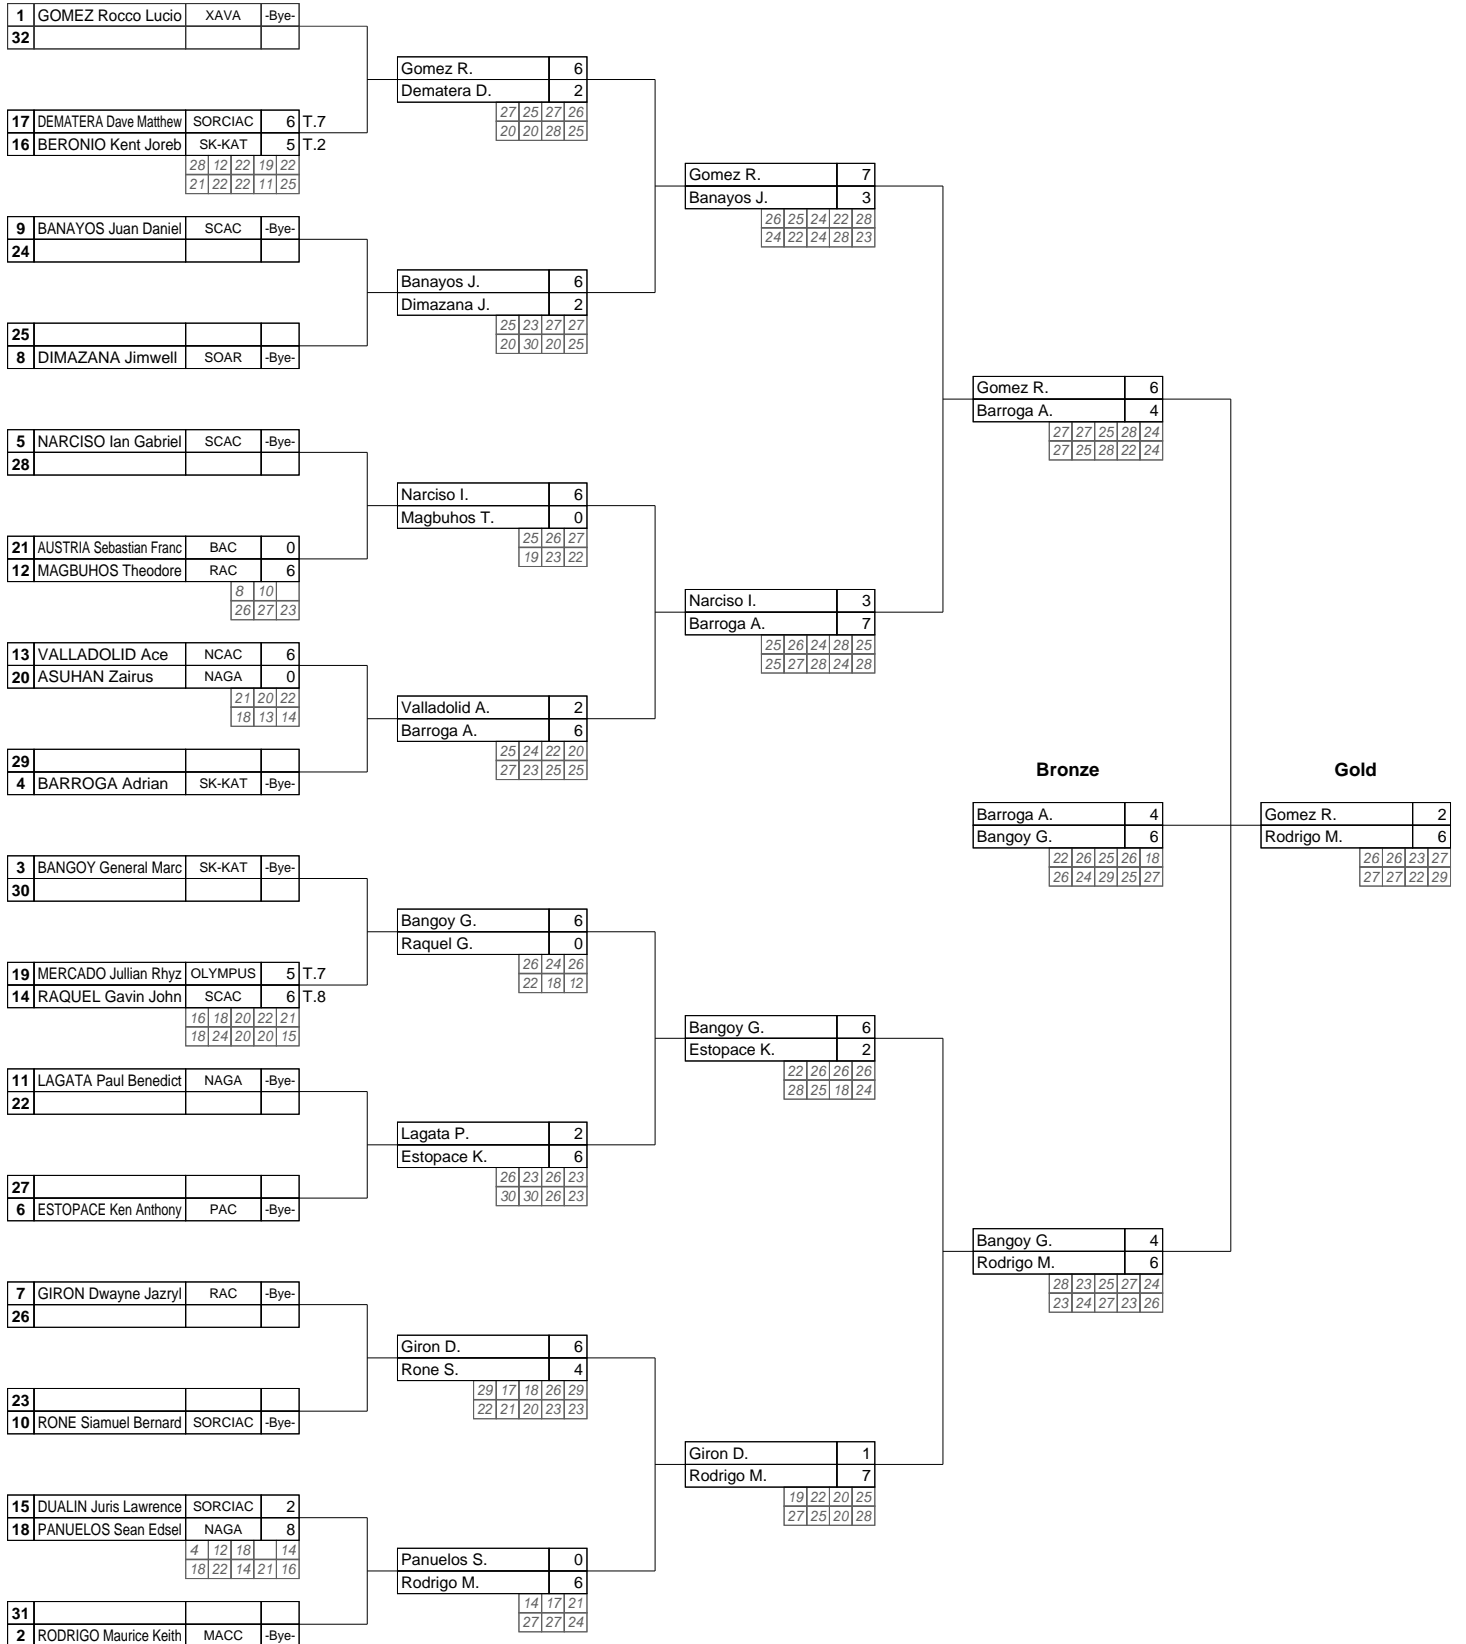 1 GOMEZ Rocco Lucio XAVA -Bye-
32
Gomez R. 6
Dematera D. 2
27 25 27 26
20 20 28 25
17 DEMATERA Dave Matthew SORCIAC 6 T.7
16 BERONIO Kent Joreb SK-KAT 5 T.2
28 12 22 19 22
21 22 22 11 25
Gomez R. 7
Banayos J. 3
26 25 24 22 28
24 22 24 28 23
9 BANAYOS Juan Daniel SCAC -Bye-
24
Banayos J. 6
Dimazana J. 2
25 23 27 27
20 30 20 25
25
8 DIMAZANA Jimwell SOAR -Bye-
Gomez R. 6
Barroga A. 4
27 27 25 28 24
27 25 28 22 24
5 NARCISO Ian Gabriel SCAC -Bye-
28
Narciso I. 6
Magbuhos T. 0
25 26 27
19 23 22
21 AUSTRIA Sebastian Franc BAC 0
12 MAGBUHOS Theodore RAC 6
8 10
26 27 23
Narciso I. 3
Barroga A. 7
25 26 24 28 25
25 27 28 24 28
13 VALLADOLID Ace NCAC 6
20 ASUHAN Zairus NAGA 0
21 20 22
18 13 14
Valladolid A. 2
Barroga A. 6
25 24 22 20
27 23 25 25
29
4 BARROGA Adrian SK-KAT -Bye-
Bronze Gold
Barroga A. 4
Bangoy G. 6
22 26 25 26 18
26 24 29 25 27
Gomez R. 2
Rodrigo M. 6
26 26 23 27
27 27 22 29
3 BANGOY General Marc SK-KAT -Bye-
30
Bangoy G. 6
Raquel G. 0
26 24 26
22 18 12
19 MERCADO Jullian Rhyz OLYMPUS 5 T.7
14 RAQUEL Gavin John SCAC 6 T.8
16 18 20 22 21
18 24 20 20 15
Bangoy G. 6
Estopace K. 2
22 26 26 26
28 25 18 24
11 LAGATA Paul Benedict NAGA -Bye-
22
Lagata P. 2
Estopace K. 6
26 23 26 23
30 30 26 23
27
6 ESTOPACE Ken Anthony PAC -Bye-
Bangoy G. 4
Rodrigo M. 6
28 23 25 27 24
23 24 27 23 26
7 GIRON Dwayne Jazryl RAC -Bye-
26
Giron D. 6
Rone S. 4
29 17 18 26 29
22 21 20 23 23
23
10 RONE Siamuel Bernard SORCIAC -Bye-
Giron D. 1
Rodrigo M. 7
19 22 20 25
27 25 20 28
15 DUALIN Juris Lawrence SORCIAC 2
18 PANUELOS Sean Edsel NAGA 8
4 12 18 14
18 22 14 21 16
Panuelos S. 0
Rodrigo M. 6
14 17 21
27 27 24
31
2 RODRIGO Maurice Keith MACC -Bye-